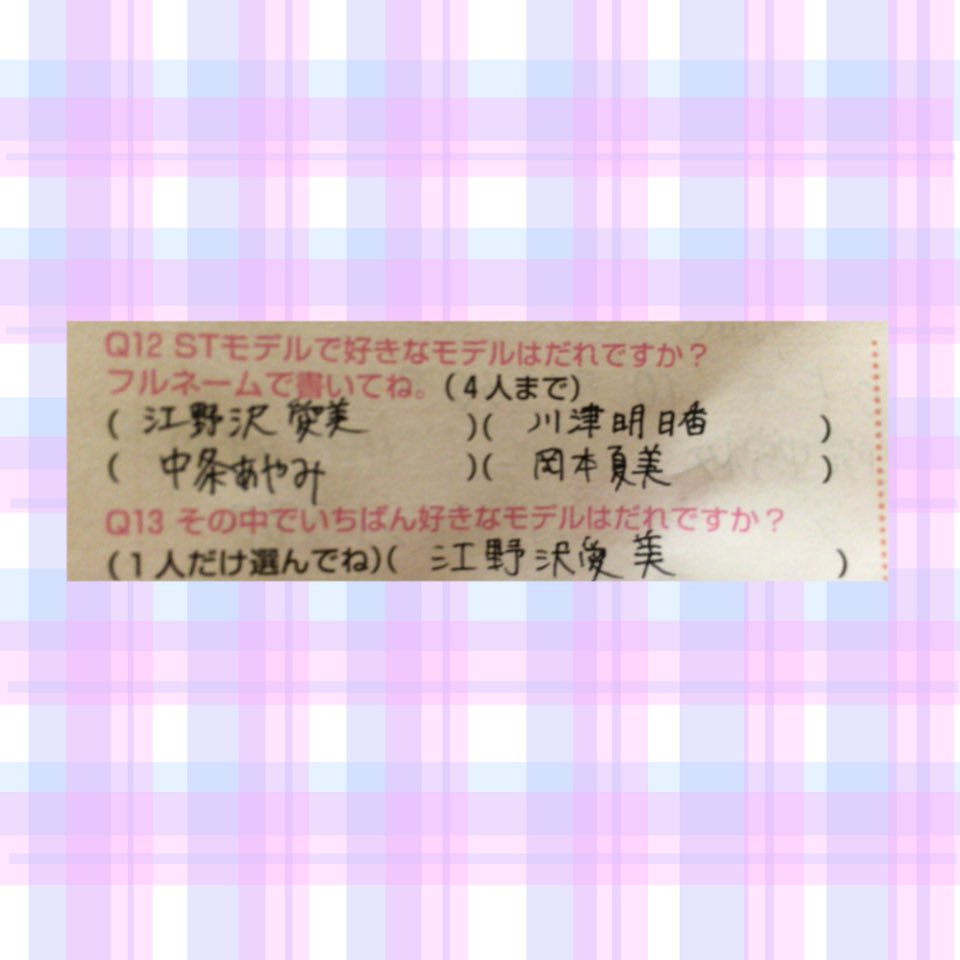 Q12 STモデルで好きなモデルはだれですか？
フルネームで書いてね。(4人まで)
( 江野沢愛美 )( 川津明日香 )
( 中条あやみ )( 岡本夏美 )
Q13 その中でいちばん好きなモデルはだれですか？
(1人だけ選んでね)( 江野沢愛美 )